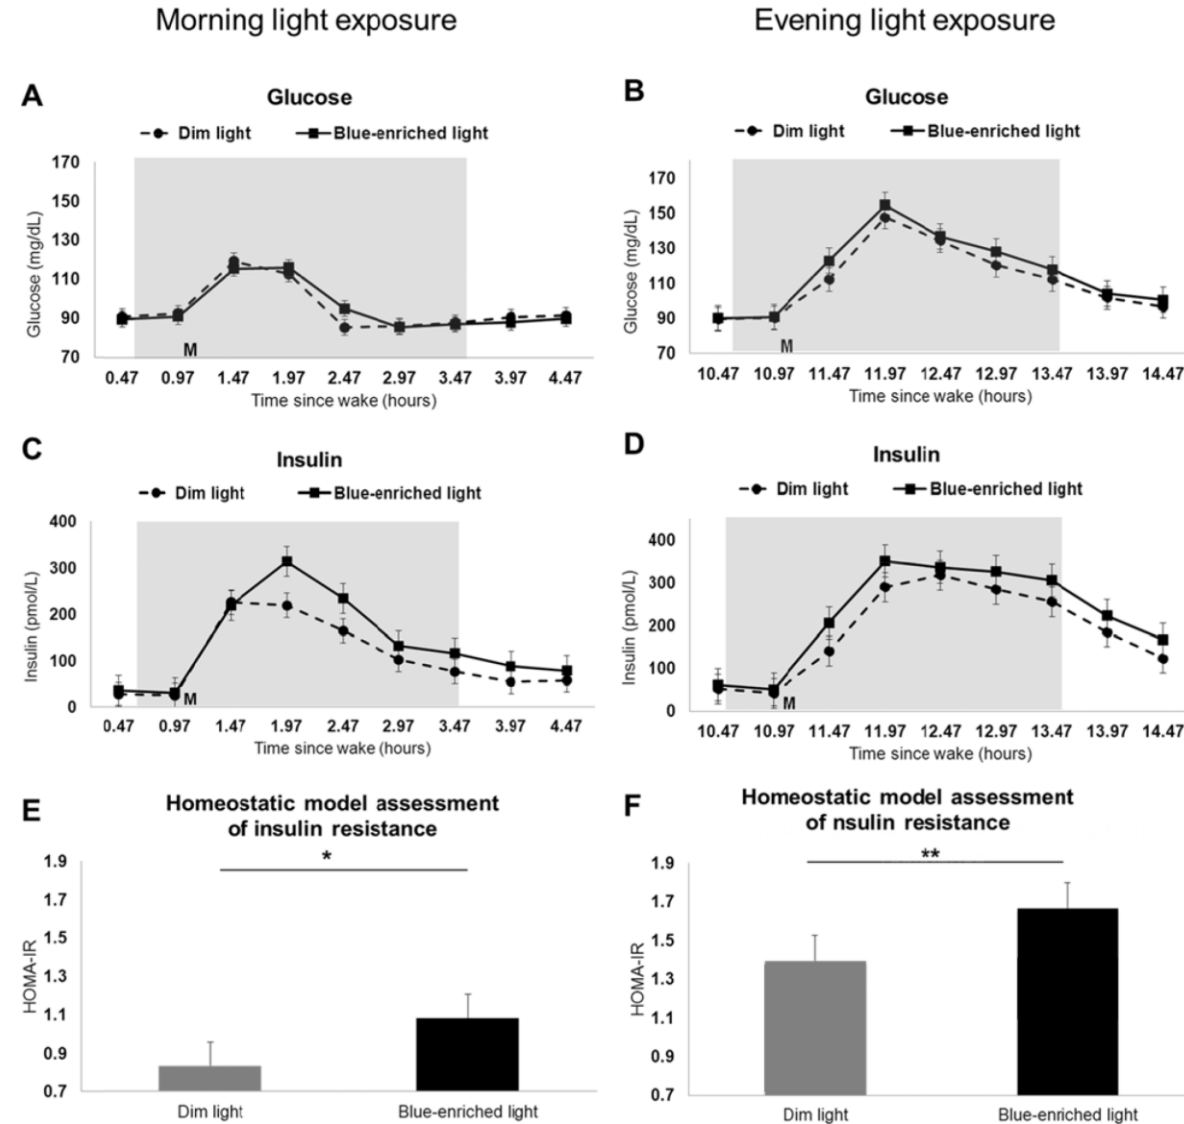 Morning light exposure
Evening light exposure
A
Glucose
Dim light
Blue-enriched light
170
150
130
110
90
70
Glucose (mg/dL)
M
0.47 0.97 1.47 1.97 2.47 2.97 3.47 3.97 4.47
Time since wake (hours)
B
Glucose
Dim light
Blue-enriched light
170
150
130
110
90
70
Glucose (mg/dL)
M
10.47 10.97 11.47 11.97 12.47 12.97 13.47 13.97 14.47
Time since wake (hours)
C
Insulin
Dim light
Blue-enriched light
400
300
200
100
0
Insulin (pmol/L)
M
0.47 0.97 1.47 1.97 2.47 2.97 3.47 3.97 4.47
Time since wake (hours)
D
Insulin
Dim light
Blue-enriched light
400
300
200
100
0
Insulin (pmol/L)
M
10.47 10.97 11.47 11.97 12.47 12.97 13.47 13.97 14.47
Time since wake (hours)
E
Homeostatic model assessment
of insulin resistance
*
1.9
1.7
1.5
1.3
1.1
0.9
0.7
HOMA-IR
Dim light
Blue-enriched light
F
Homeostatic model assessment
of nsulin resistance
**
1.9
1.7
1.5
1.3
1.1
0.9
0.7
HOMA-IR
Dim light
Blue-enriched light